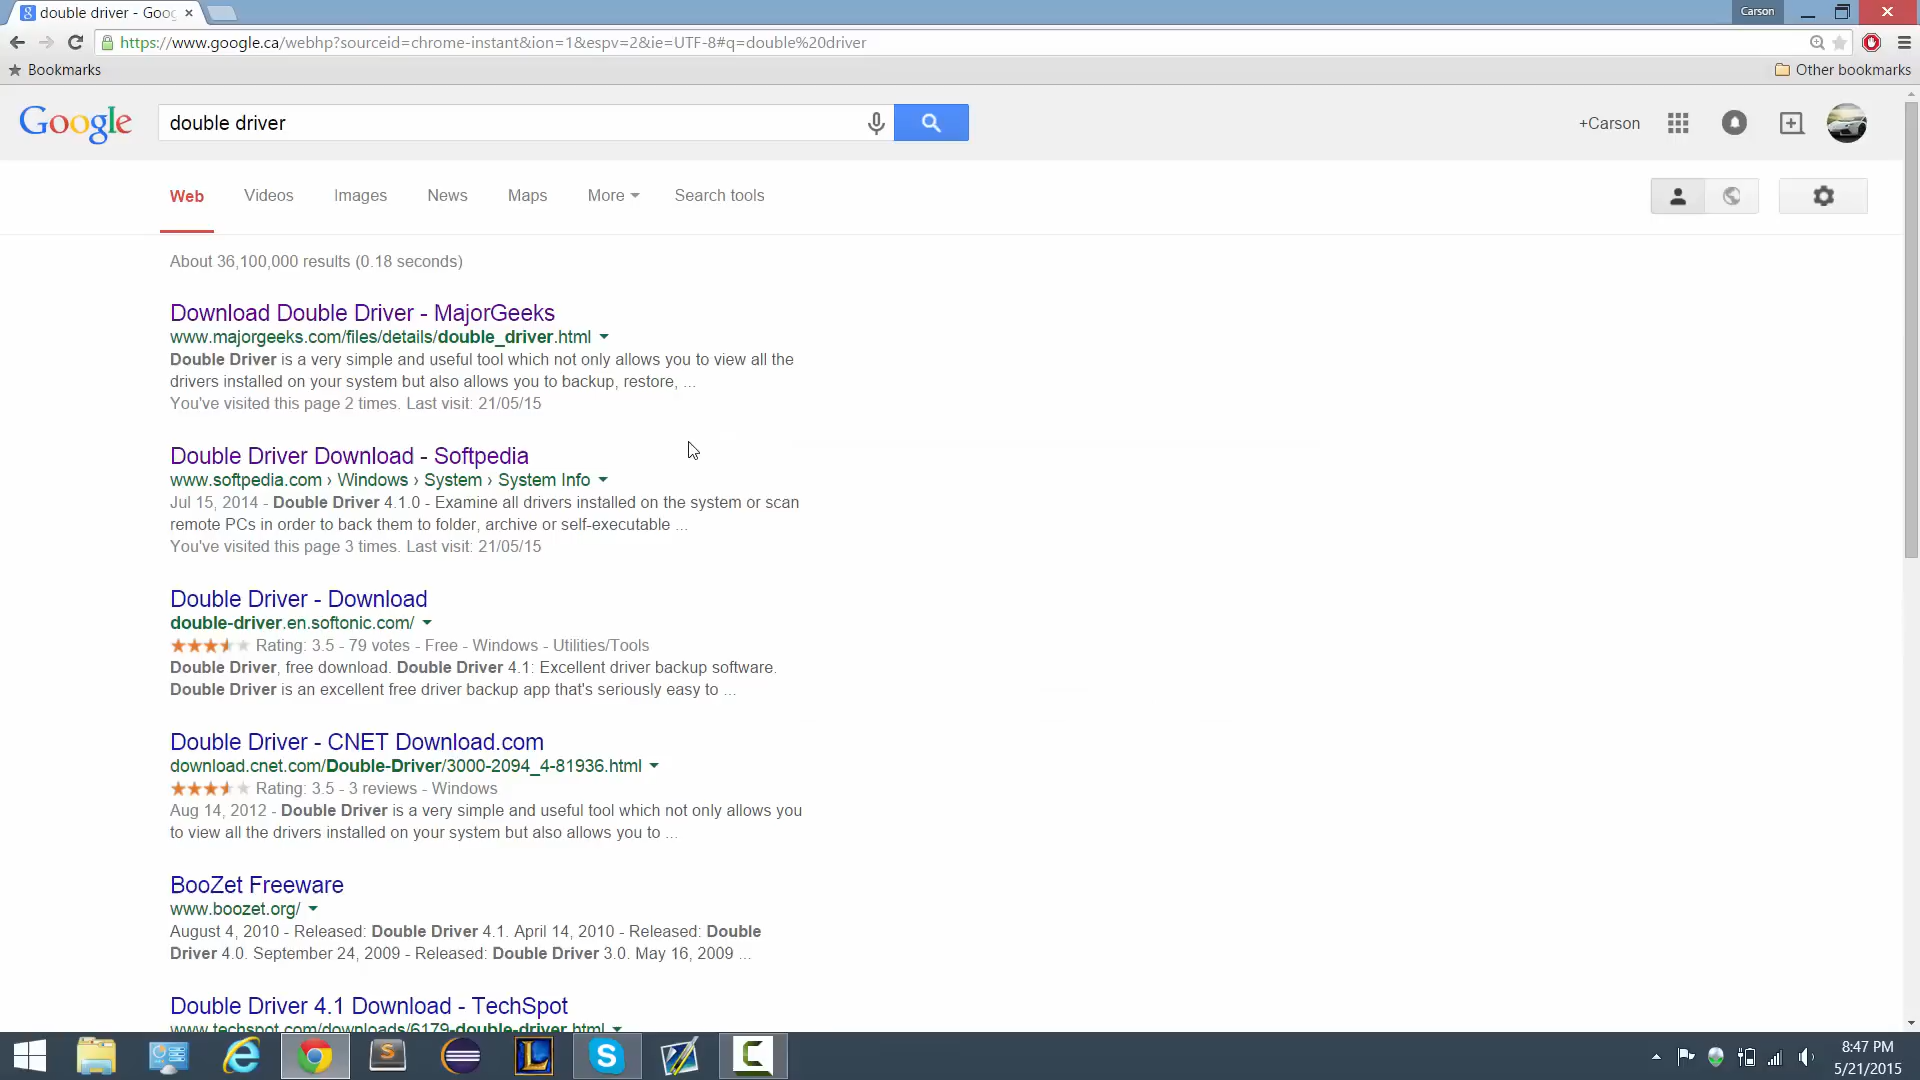 double driver - Goo
Carson
https://www.google.ca/webhp?sourceid=chrome-instant&ion=1&espv=2&ie=UTF-8#q=double%20driver
Bookmarks
Other bookmarks
Google
double driver
+Carson
Web Videos Images News Maps More Search tools
About 36,100,000 results (0.18 seconds)
Download Double Driver - MajorGeeks
www.majorgeeks.com/files/details/double_driver.html
Double Driver is a very simple and useful tool which not only allows you to view all the
drivers installed on your system but also allows you to backup, restore, ...
You've visited this page 2 times. Last visit: 21/05/15
Double Driver Download - Softpedia
www.softpedia.com › Windows › System › System Info
Jul 15, 2014 - Double Driver 4.1.0 - Examine all drivers installed on the system or scan
remote PCs in order to back them to folder, archive or self-executable ...
You've visited this page 3 times. Last visit: 21/05/15
Double Driver - Download
double-driver.en.softonic.com/
Rating: 3.5 - 79 votes - Free - Windows - Utilities/Tools
Double Driver, free download. Double Driver 4.1: Excellent driver backup software.
Double Driver is an excellent free driver backup app that's seriously easy to ...
Double Driver - CNET Download.com
download.cnet.com/Double-Driver/3000-2094_4-81936.html
Rating: 3.5 - 3 reviews - Windows
Aug 14, 2012 - Double Driver is a very simple and useful tool which not only allows you
to view all the drivers installed on your system but also allows you to ...
BooZet Freeware
www.boozet.org/
August 4, 2010 - Released: Double Driver 4.1. April 14, 2010 - Released: Double
Driver 4.0. September 24, 2009 - Released: Double Driver 3.0. May 16, 2009 ...
Double Driver 4.1 Download - TechSpot
www.techspot.com/downloads/6179-double-driver.html
8:47 PM
5/21/2015